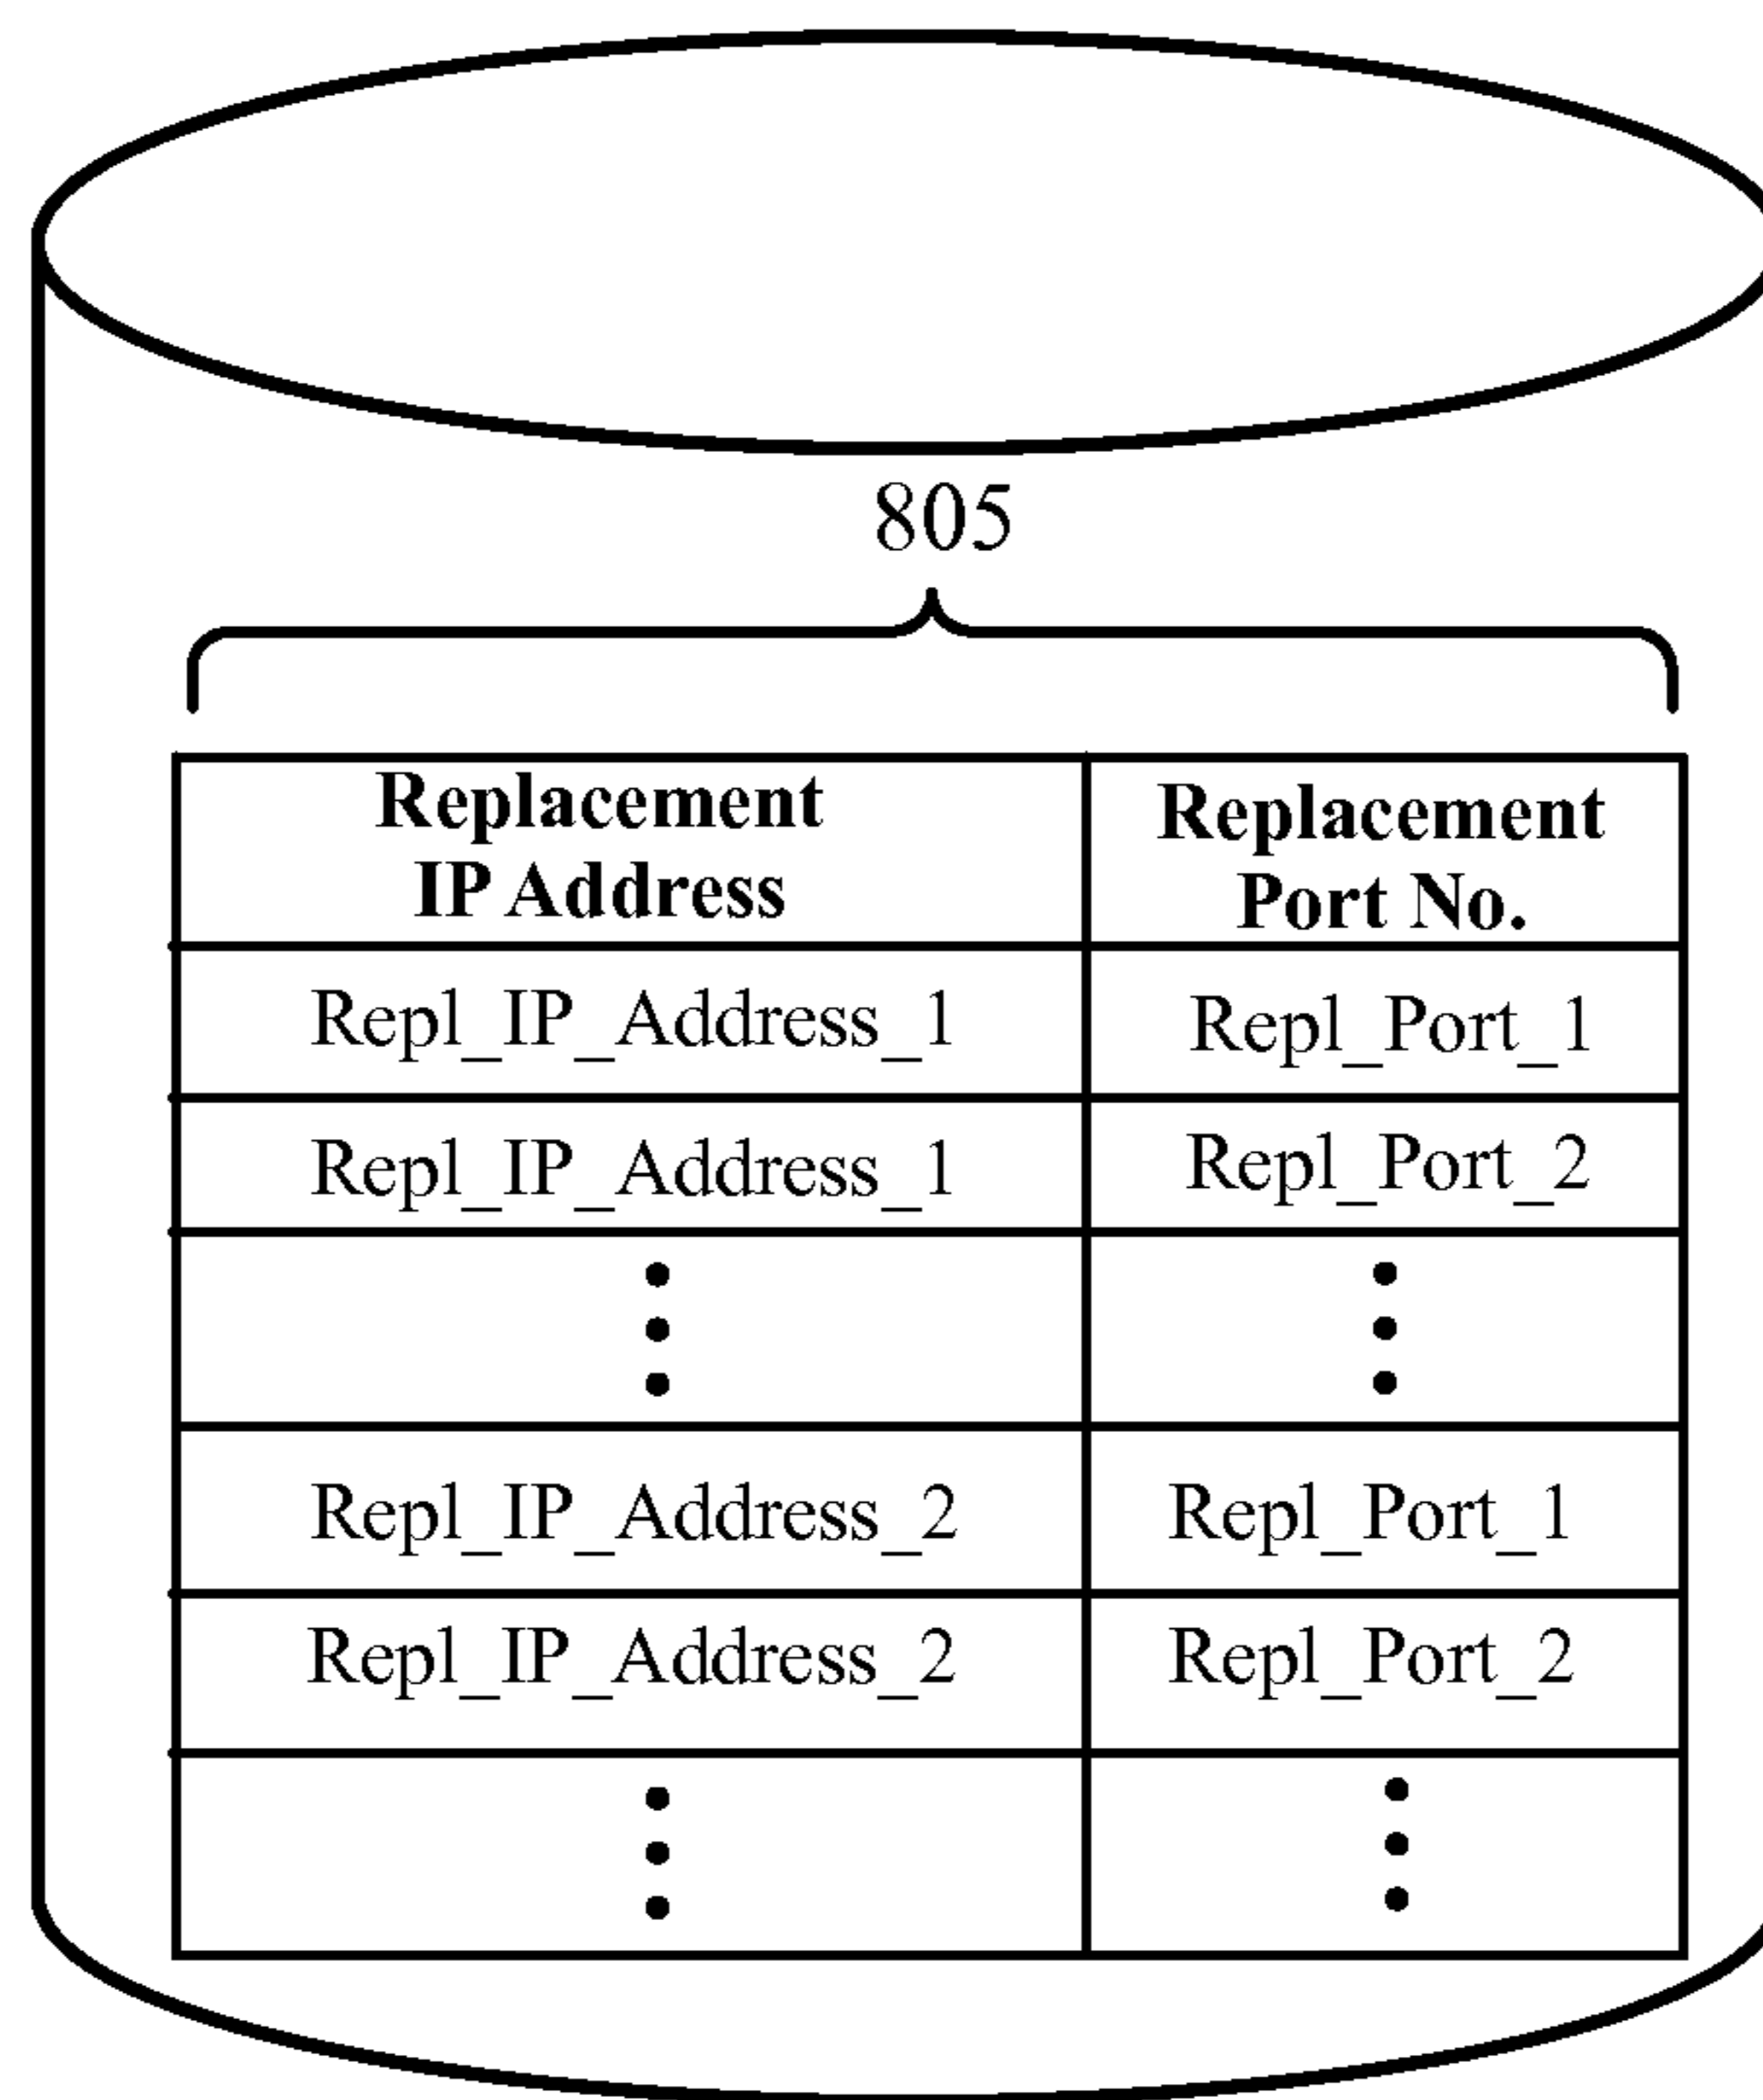 805
Replacement
IP Address
Replacement
Port No.
Repl_IP_Address_1 Repl_Port_1
Repl_IP_Address_1 Repl_Port_2
Repl_IP_Address_2 Repl_Port_1
Repl_IP_Address_2 Repl_Port_2